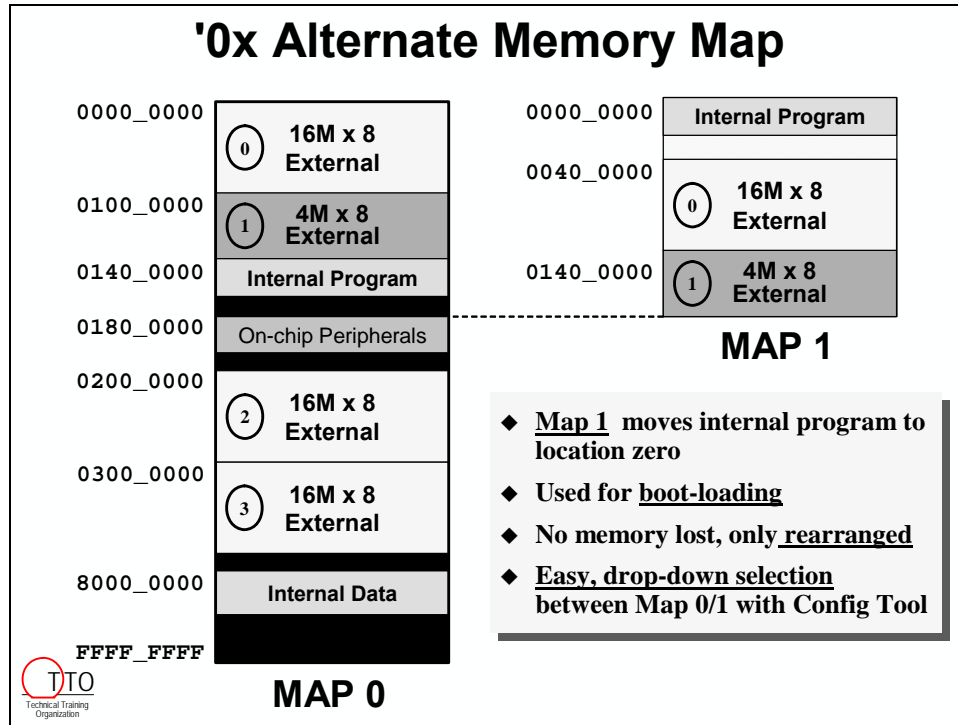 '0x Alternate Memory Map
0000_0000
0
16M x 8
External
0100_0000
1
4M x 8
External
0140_0000
Internal Program
0180_0000
On-chip Peripherals
0200_0000
2
16M x 8
External
0300_0000
3
16M x 8
External
8000_0000
Internal Data
FFFF_FFFF
MAP 0
0000_0000
Internal Program
0040_0000
0
16M x 8
External
0140_0000
1
4M x 8
External
MAP 1
◆ Map 1 moves internal program to
location zero
◆ Used for boot-loading
◆ No memory lost, only rearranged
◆ Easy, drop-down selection
between Map 0/1 with Config Tool
TTO
Technical Training
Organization